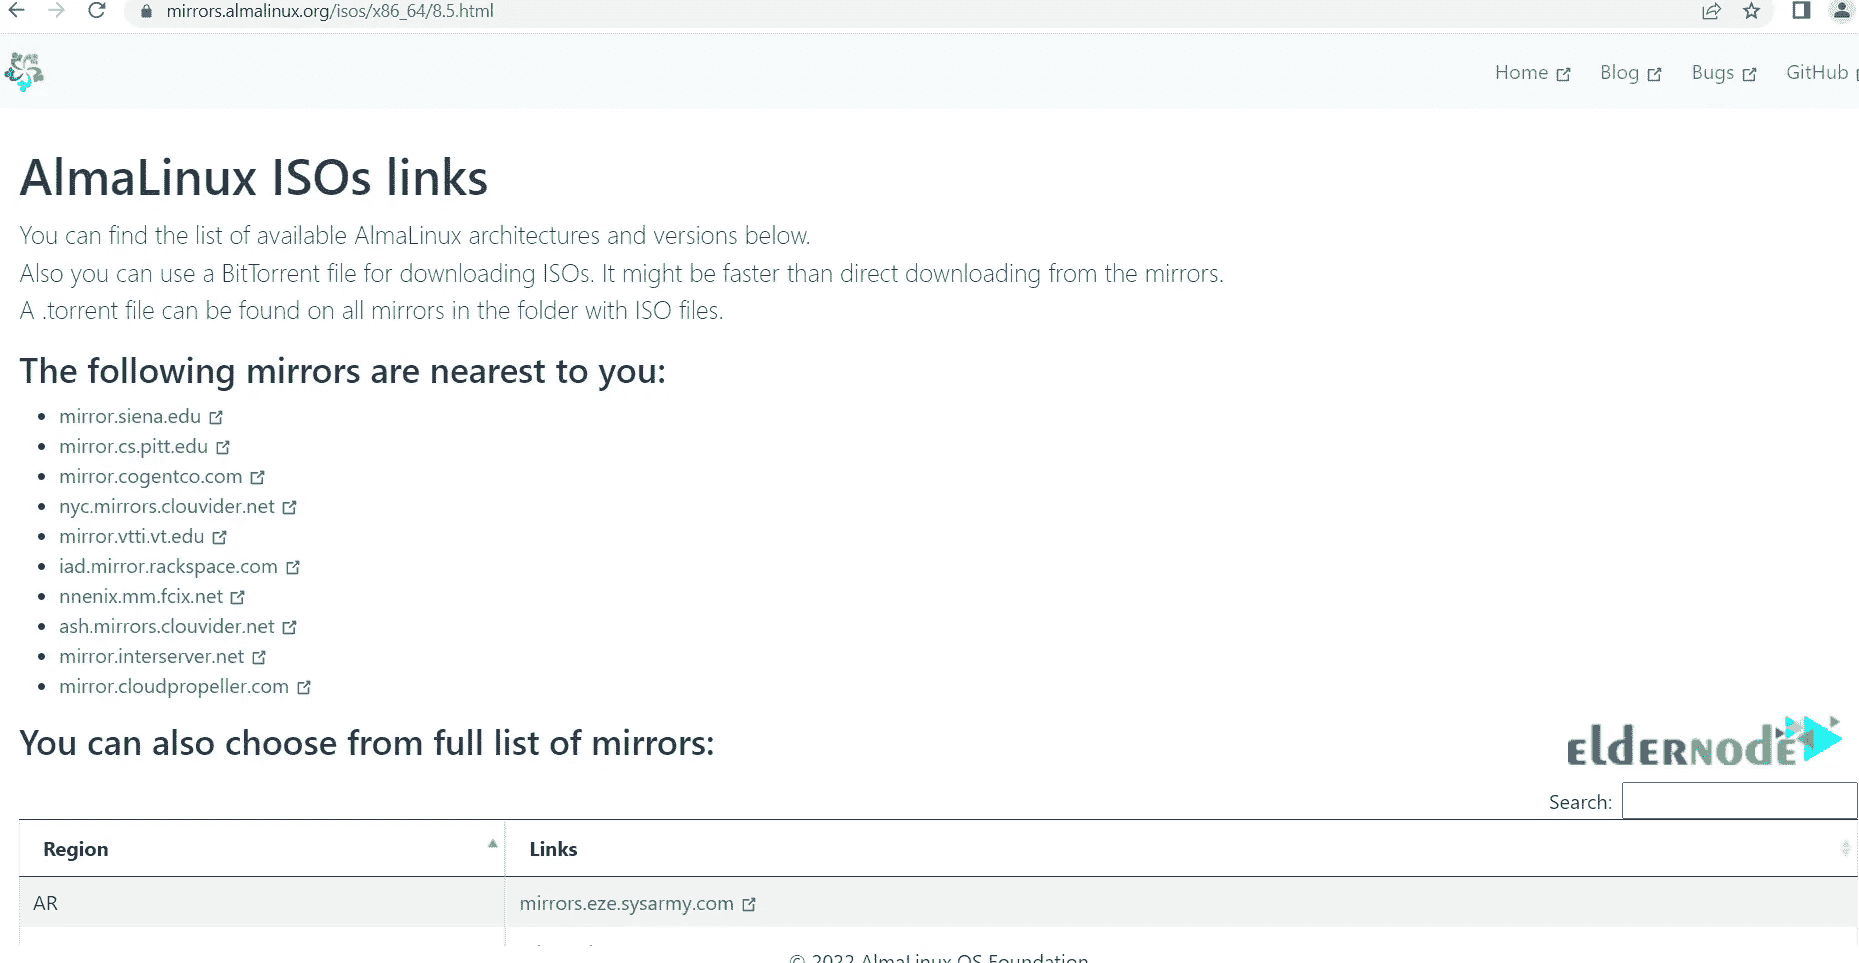 mirrors.almalinux.org/isos/x86_64/8.5.html
Home Blog Bugs GitHub
AlmaLinux ISOs links
You can find the list of available AlmaLinux architectures and versions below.
Also you can use a BitTorrent file for downloading ISOs. It might be faster than direct downloading from the mirrors.
A .torrent file can be found on all mirrors in the folder with ISO files.
The following mirrors are nearest to you:
mirror.siena.edu
mirror.cs.pitt.edu
mirror.cogentco.com
nyc.mirrors.clouvider.net
mirror.vtti.vt.edu
iad.mirror.rackspace.com
nnenix.mm.fcix.net
ash.mirrors.clouvider.net
mirror.interserver.net
mirror.cloudpropeller.com
You can also choose from full list of mirrors:
eldernode
Search:
Region Links
AR mirrors.eze.sysarmy.com
© 2022 AlmaLinux OS Foundation